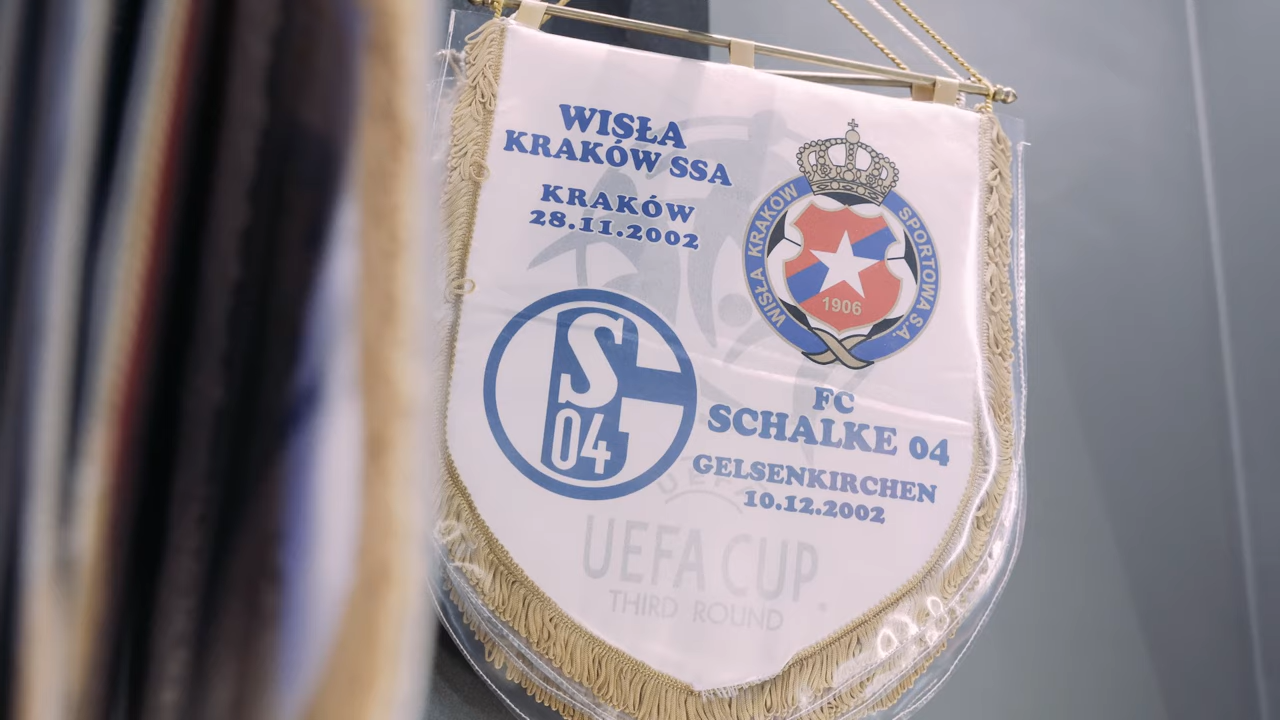 WISŁA
KRAKÓW SSA
KRAKÓW
28.11.2002
WISŁA KRAKÓW
SPORTOWA S.A.
1906
S
04
FC
SCHALKE 04
GELSENKIRCHEN
10.12.2002
UEFA
UEFA CUP
THIRD ROUND